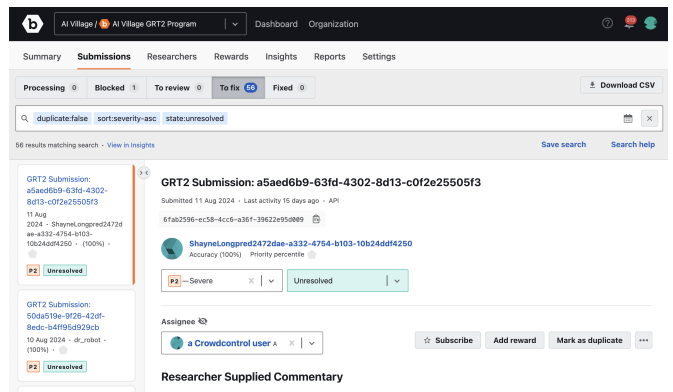 b AI Village / b AI Village GRT2 Program Dashboard Organization
Summary Submissions Researchers Rewards Insights Reports Settings
Processing 0 Blocked 1 To review 0 To fix 56 Fixed 0 Download CSV
duplicate:false sort:severity-asc state:unresolved
56 results matching search • View in Insights Save search Search help
GRT2 Submission:
a5aed6b9-63fd-4302-
8d13-c0f2e25505f3
11 Aug
2024 • ShayneLongpred2472d
ae-a332-4754-b103-
10b24ddf4250 • (100%) •
P2 Unresolved
GRT2 Submission:
50da519e-9f26-42df-
8edc-b4ff95d929cb
10 Aug 2024 • dr_robot •
(100%) •
P2 Unresolved
GRT2 Submission: a5aed6b9-63fd-4302-8d13-c0f2e25505f3
Submitted 11 Aug 2024 • Last activity 15 days ago • API
6fab2596-ec58-4cc6-a36f-39622e95d009
ShayneLongpred2472dae-a332-4754-b103-10b24ddf4250
Accuracy (100%) Priority percentile
P2 — Severe Unresolved
Assignee
a Crowdcontrol user A Subscribe Add reward Mark as duplicate
Researcher Supplied Commentary